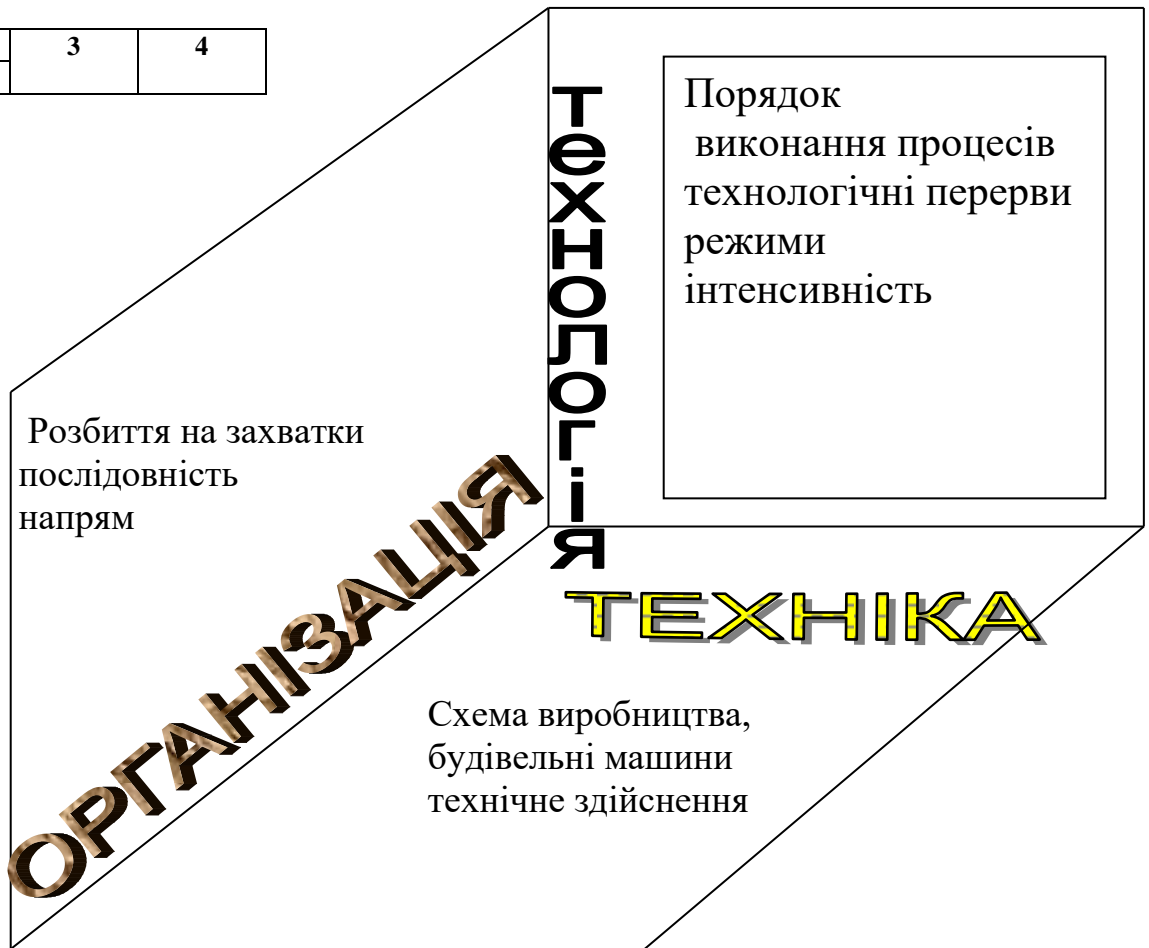 3 4
Технологія
Порядок
виконання процесів
технологічні перерви
режими
інтенсивність
Розбиття на захватки
послідовність
напрям
ОРГАНІЗАЦІЯ
ТЕХНІКА
Схема виробництва,
будівельні машини
технічне здійснення